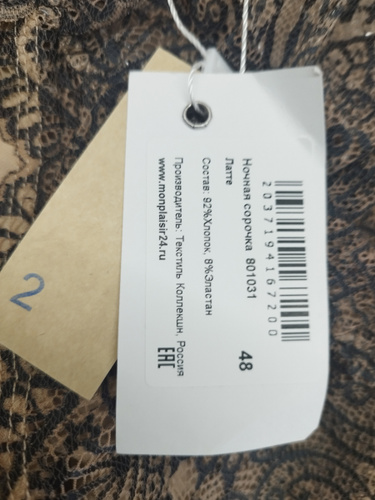 2037194167200
Ночная сорочка 801031
48
Латте
Состав: 92%Хлопок, 8%Эластан
Производитель: Текстиль Коллекшн, Россия
www.monplaisir24.ru
EAC
2